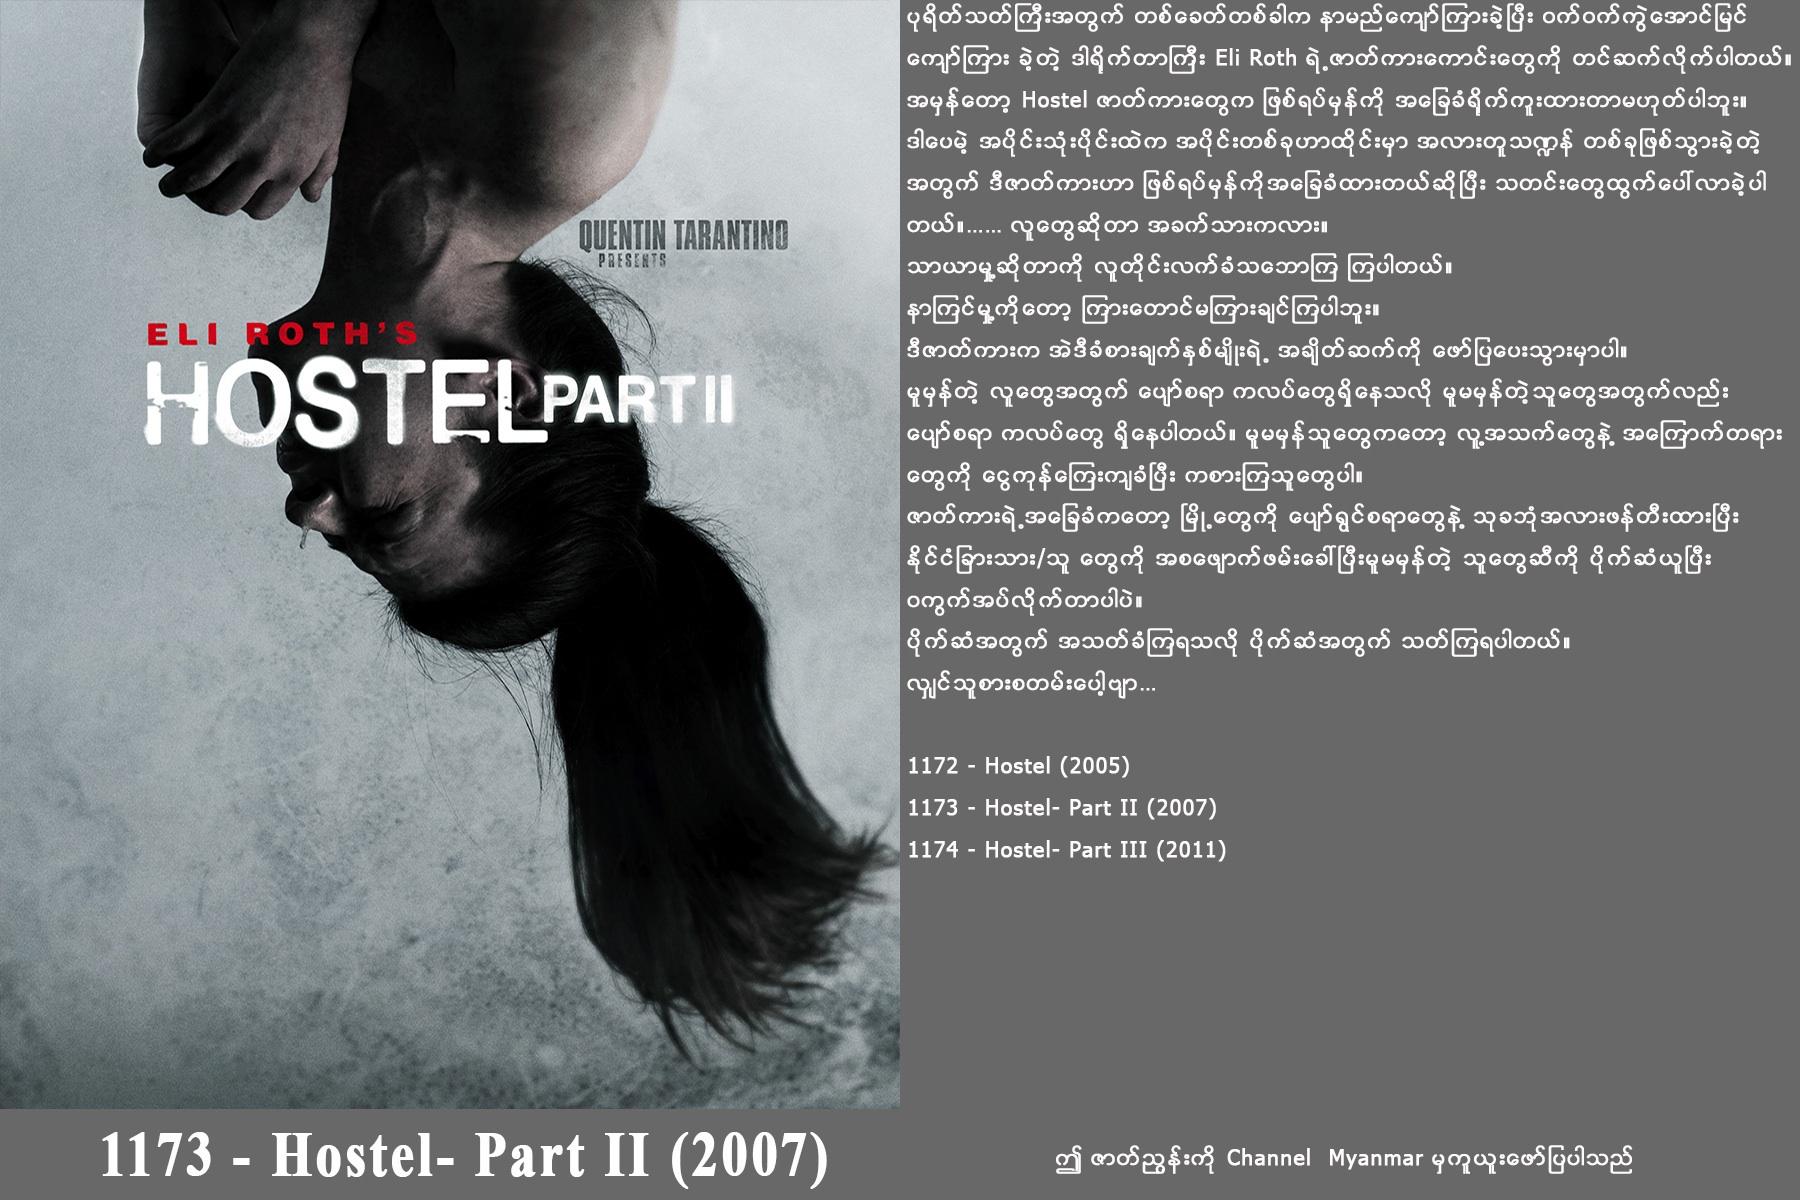 QUENTIN TARANTINO
PRESENTS
ELI ROTH'S
HOSTEL PART II
1173 - Hostel- Part II (2007)
ပုရိတ်သတ်ကြီးအတွက် တစ်ခေတ်တစ်ခါက နာမည်ကျော်ကြားခဲ့ပြီး ဝက်ဝက်ကွဲအောင်မြင်
ကျော်ကြား ခဲ့တဲ့ ဒါရိုက်တာကြီး Eli Roth ရဲ့ဇာတ်ကားကောင်းတွေကို တင်ဆက်လိုက်ပါတယ်။
အမှန်တော့ Hostel ဇာတ်ကားတွေက ဖြစ်ရပ်မှန်ကို အခြေခံရိုက်ကူးထားတာမဟုတ်ပါဘူး။
ဒါပေမဲ့ အပိုင်းသုံးပိုင်းထဲက အပိုင်းတစ်ခုဟာထိုင်းမှာ အလားတူသဏ္ဍန် တစ်ခုဖြစ်သွားခဲ့တဲ့
အတွက် ဒီဇာတ်ကားဟာ ဖြစ်ရပ်မှန်ကိုအခြေခံထားတယ်ဆိုပြီး သတင်းတွေထွက်ပေါ်လာခဲ့ပါ
တယ်။...... လူတွေဆိုတာ အခက်သားကလား။
သာယာမှု့ဆိုတာကို လူတိုင်းလက်ခံသဘောကြ ကြပါတယ်။
နာကြင်မှု့ကိုတော့ ကြားတောင်မကြားချင်ကြပါဘူး။
ဒီဇာတ်ကားက အဲဒီခံစားချက်နှစ်မျိုးရဲ့ အချိတ်ဆက်ကို ဖော်ပြပေးသွားမှာပါ။
မူမှန်တဲ့ လူတွေအတွက် ပျော်စရာ ကလပ်တွေရှိနေသလို မူမမှန်တဲ့သူတွေအတွက်လည်း
ပျော်စရာ ကလပ်တွေ ရှိနေပါတယ်။ မူမမှန်သူတွေကတော့ လူ့အသက်တွေနဲ့ အကြောက်တရား
တွေကို ငွေကုန်ကြေးကျခံပြီး ကစားကြသူတွေပါ။
ဇာတ်ကားရဲ့အခြေခံကတော့ မြို့တွေကို ပျော်ရွှင်စရာတွေနဲ့ သုခဘုံအလားဖန်တီးထားပြီး
နိုင်ငံခြားသား/သူ တွေကို အစဖျောက်ဖမ်းခေါ်ပြီးမူမမှန်တဲ့ သူတွေဆီကို ပိုက်ဆံယူပြီး
ဝကွက်အပ်လိုက်တာပါပဲ။
ပိုက်ဆံအတွက် အသတ်ခံကြရသလို ပိုက်ဆံအတွက် သတ်ကြရပါတယ်။
လျှင်သူစားစတမ်းပေါ့ဗျာ...
1172 - Hostel (2005)
1173 - Hostel- Part II (2007)
1174 - Hostel- Part III (2011)
ဤ ဇာတ်ညွှန်းကို Channel Myanmar မှကူယူးဖော်ပြပါသည်